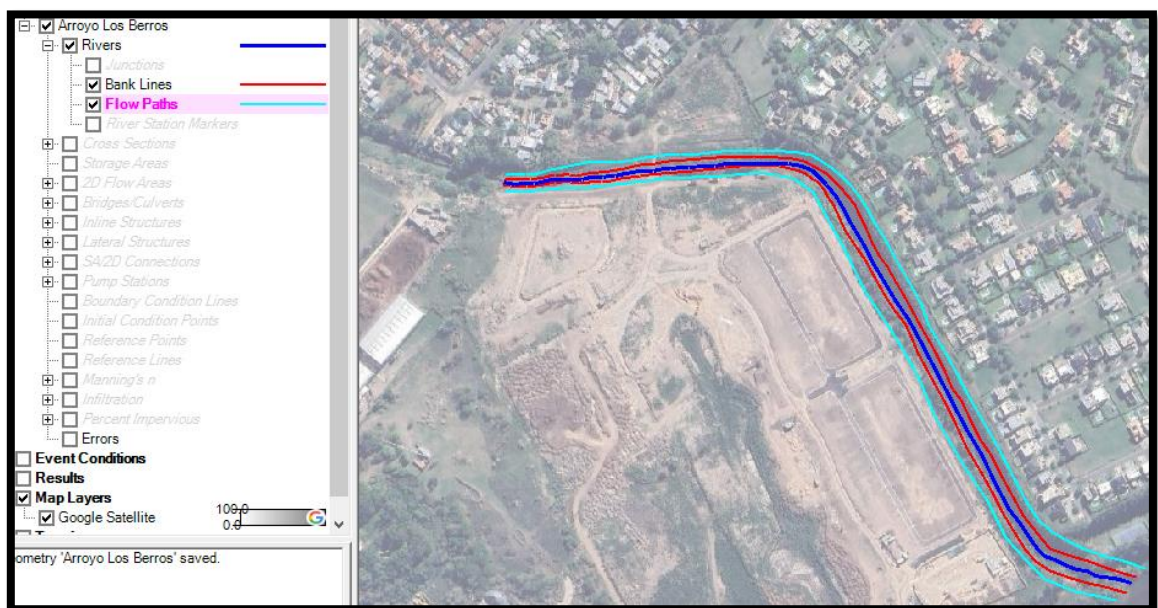 Arroyo Los Berros
Rivers
Junctions
Bank Lines
Flow Paths
River Station Markers
Cross Sections
Storage Areas
2D Flow Areas
Bridges/Culverts
Inline Structures
Lateral Structures
SA/2D Connections
Pump Stations
Boundary Condition Lines
Initial Condition Points
Reference Points
Reference Lines
Manning's n
Infiltration
Percent Impervious
Errors
Event Conditions
Results
Map Layers
Google Satellite
100.0
0.0
G
ometry 'Arroyo Los Berros' saved.